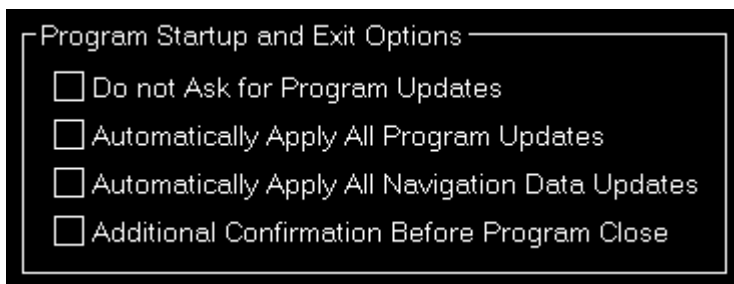 Program Startup and Exit Options
Do not Ask for Program Updates
Automatically Apply All Program Updates
Automatically Apply All Navigation Data Updates
Additional Confirmation Before Program Close